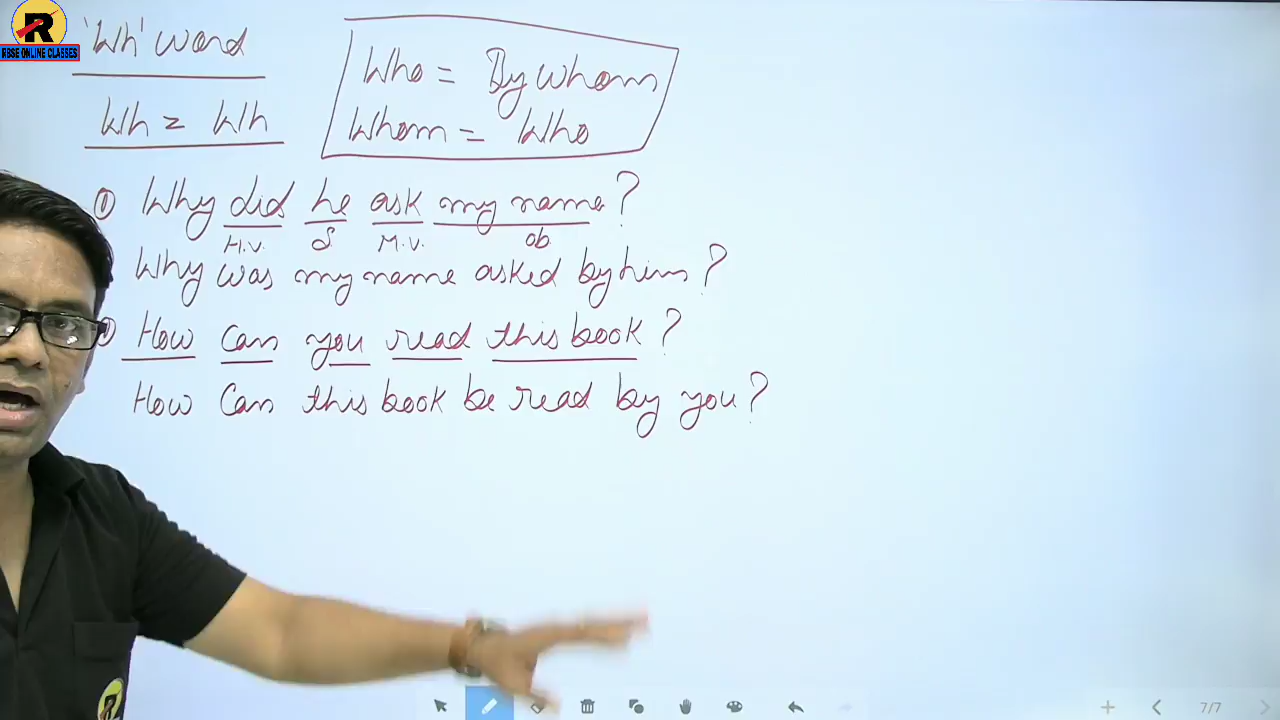 R
RBSE ONLINE CLASSES
'Wh' word
Wh = Wh
Who = By whom
Whom = Who
① Why did he ask my name?
H.V. S M.V. ob.
Why was my name asked by him?
How can you read this book?
How can this book be read by you?
7/7